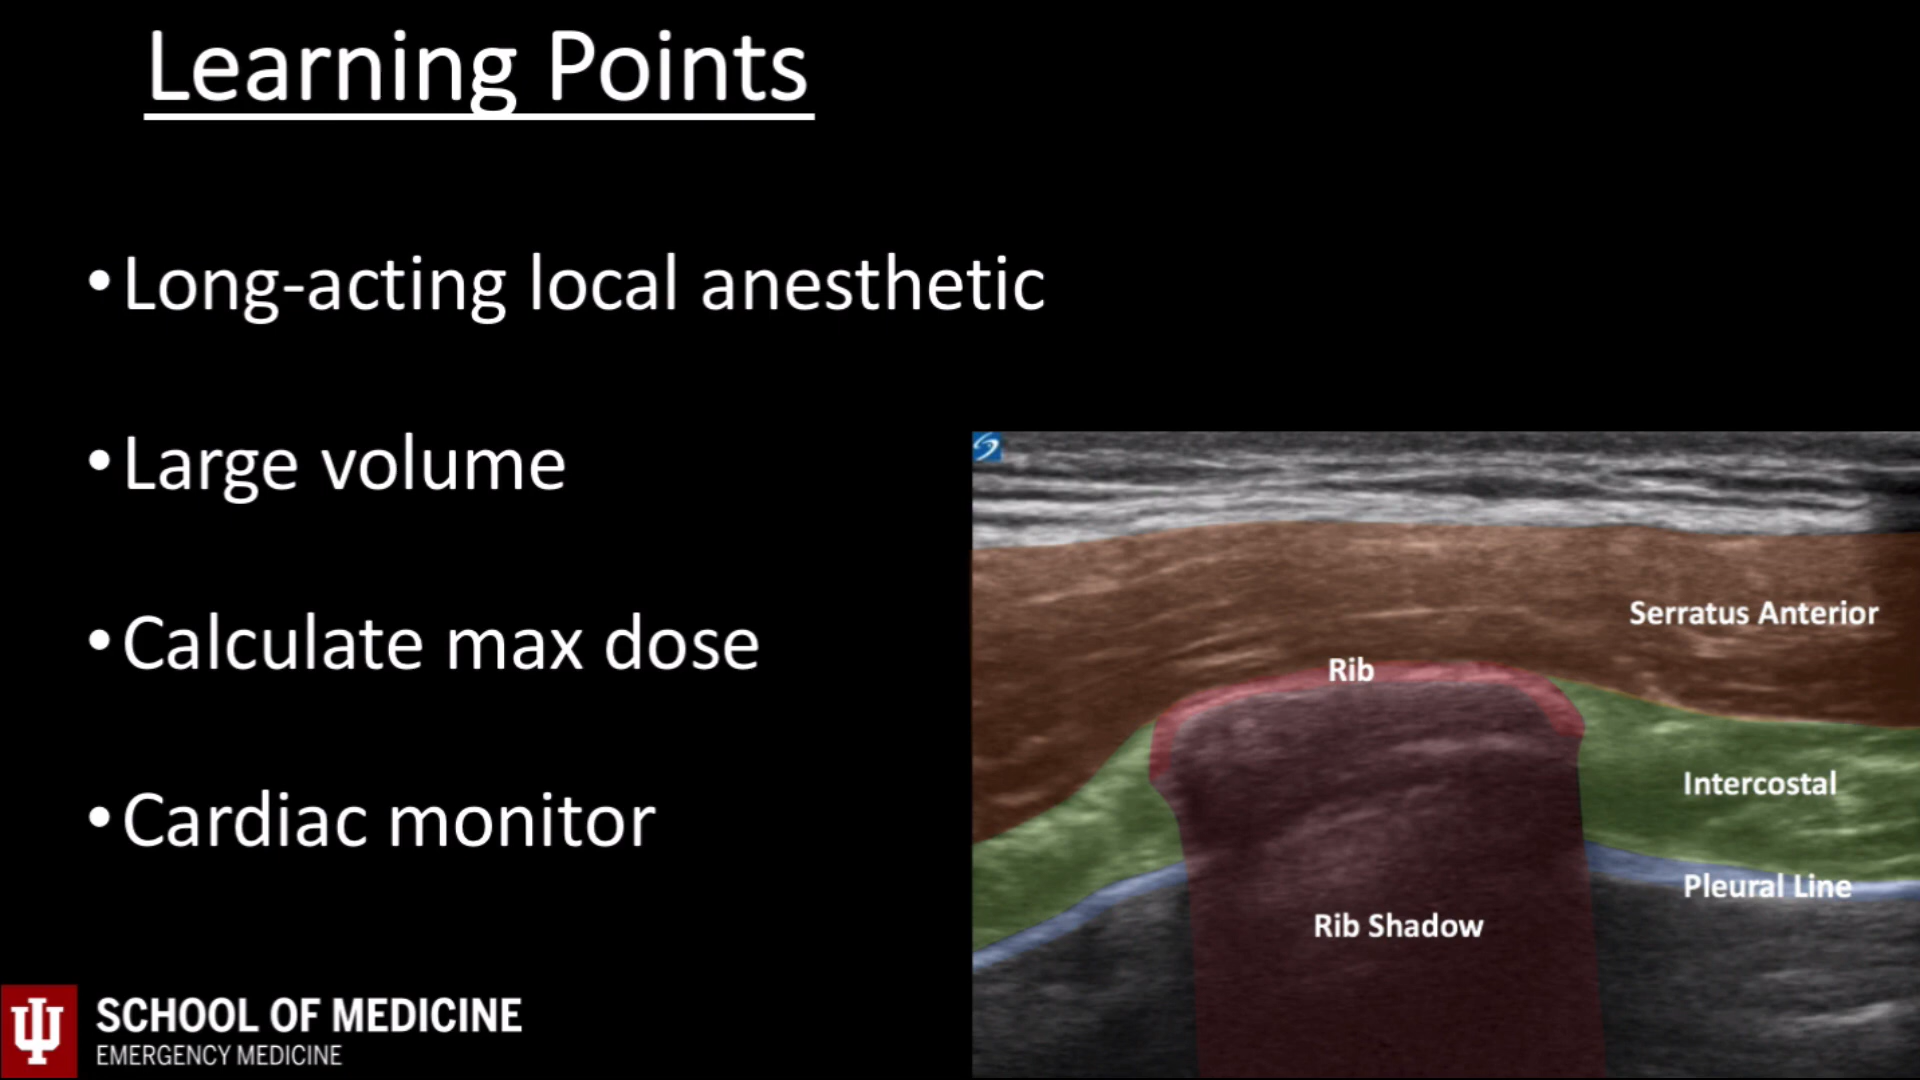 Learning Points
•Long-acting local anesthetic
•Large volume
•Calculate max dose
•Cardiac monitor
Serratus Anterior
Rib
Intercostal
Pleural Line
Rib Shadow
SCHOOL OF MEDICINE
EMERGENCY MEDICINE